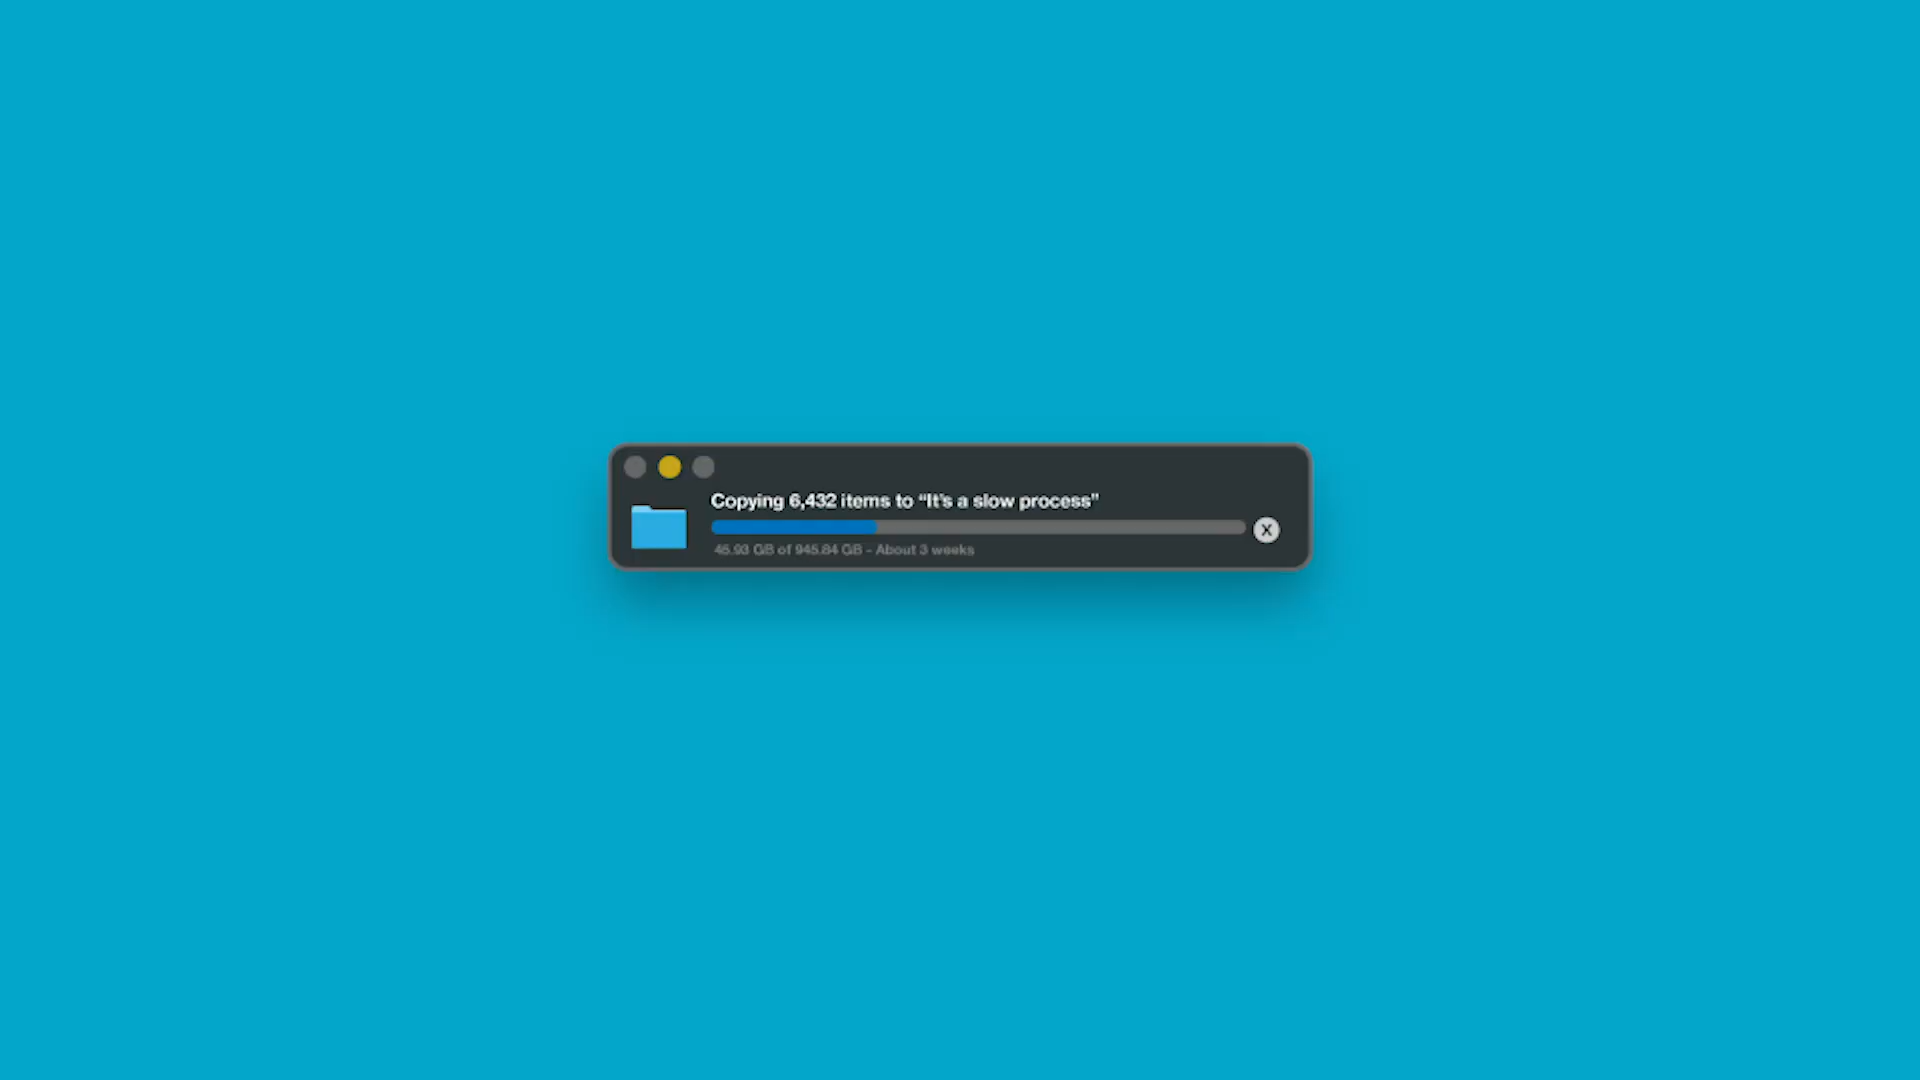 Copying 6,432 items to “It’s a slow process”
X
45.93 GB of 945.84 GB - About 3 weeks